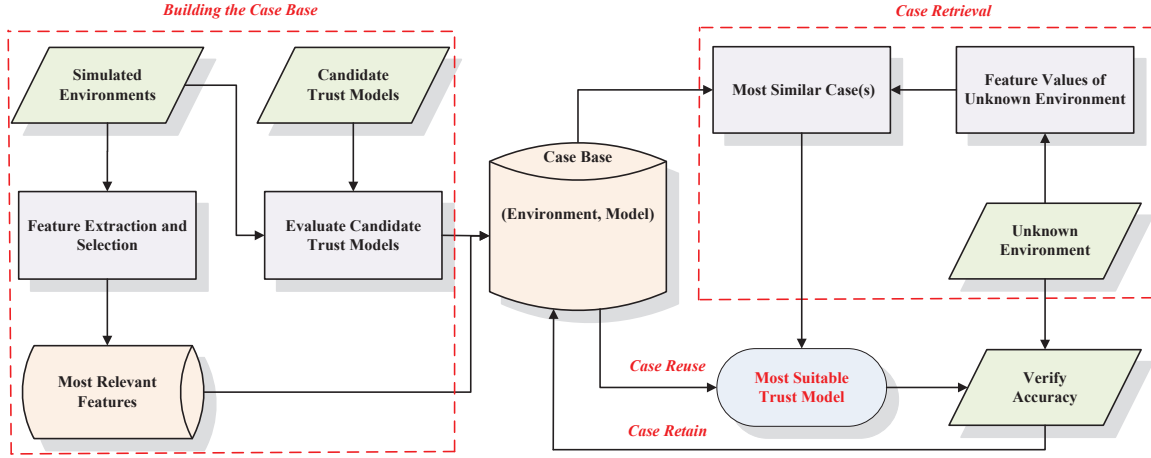 Building the Case Base
Case Retrieval
Simulated
Environments
Candidate
Trust Models
Most Similar Case(s)
Feature Values of
Unknown Environment
Case Base
(Environment, Model)
Feature Extraction and
Selection
Evaluate Candidate
Trust Models
Unknown
Environment
Most Relevant
Features
Case Reuse
Most Suitable
Trust Model
Verify
Accuracy
Case Retain